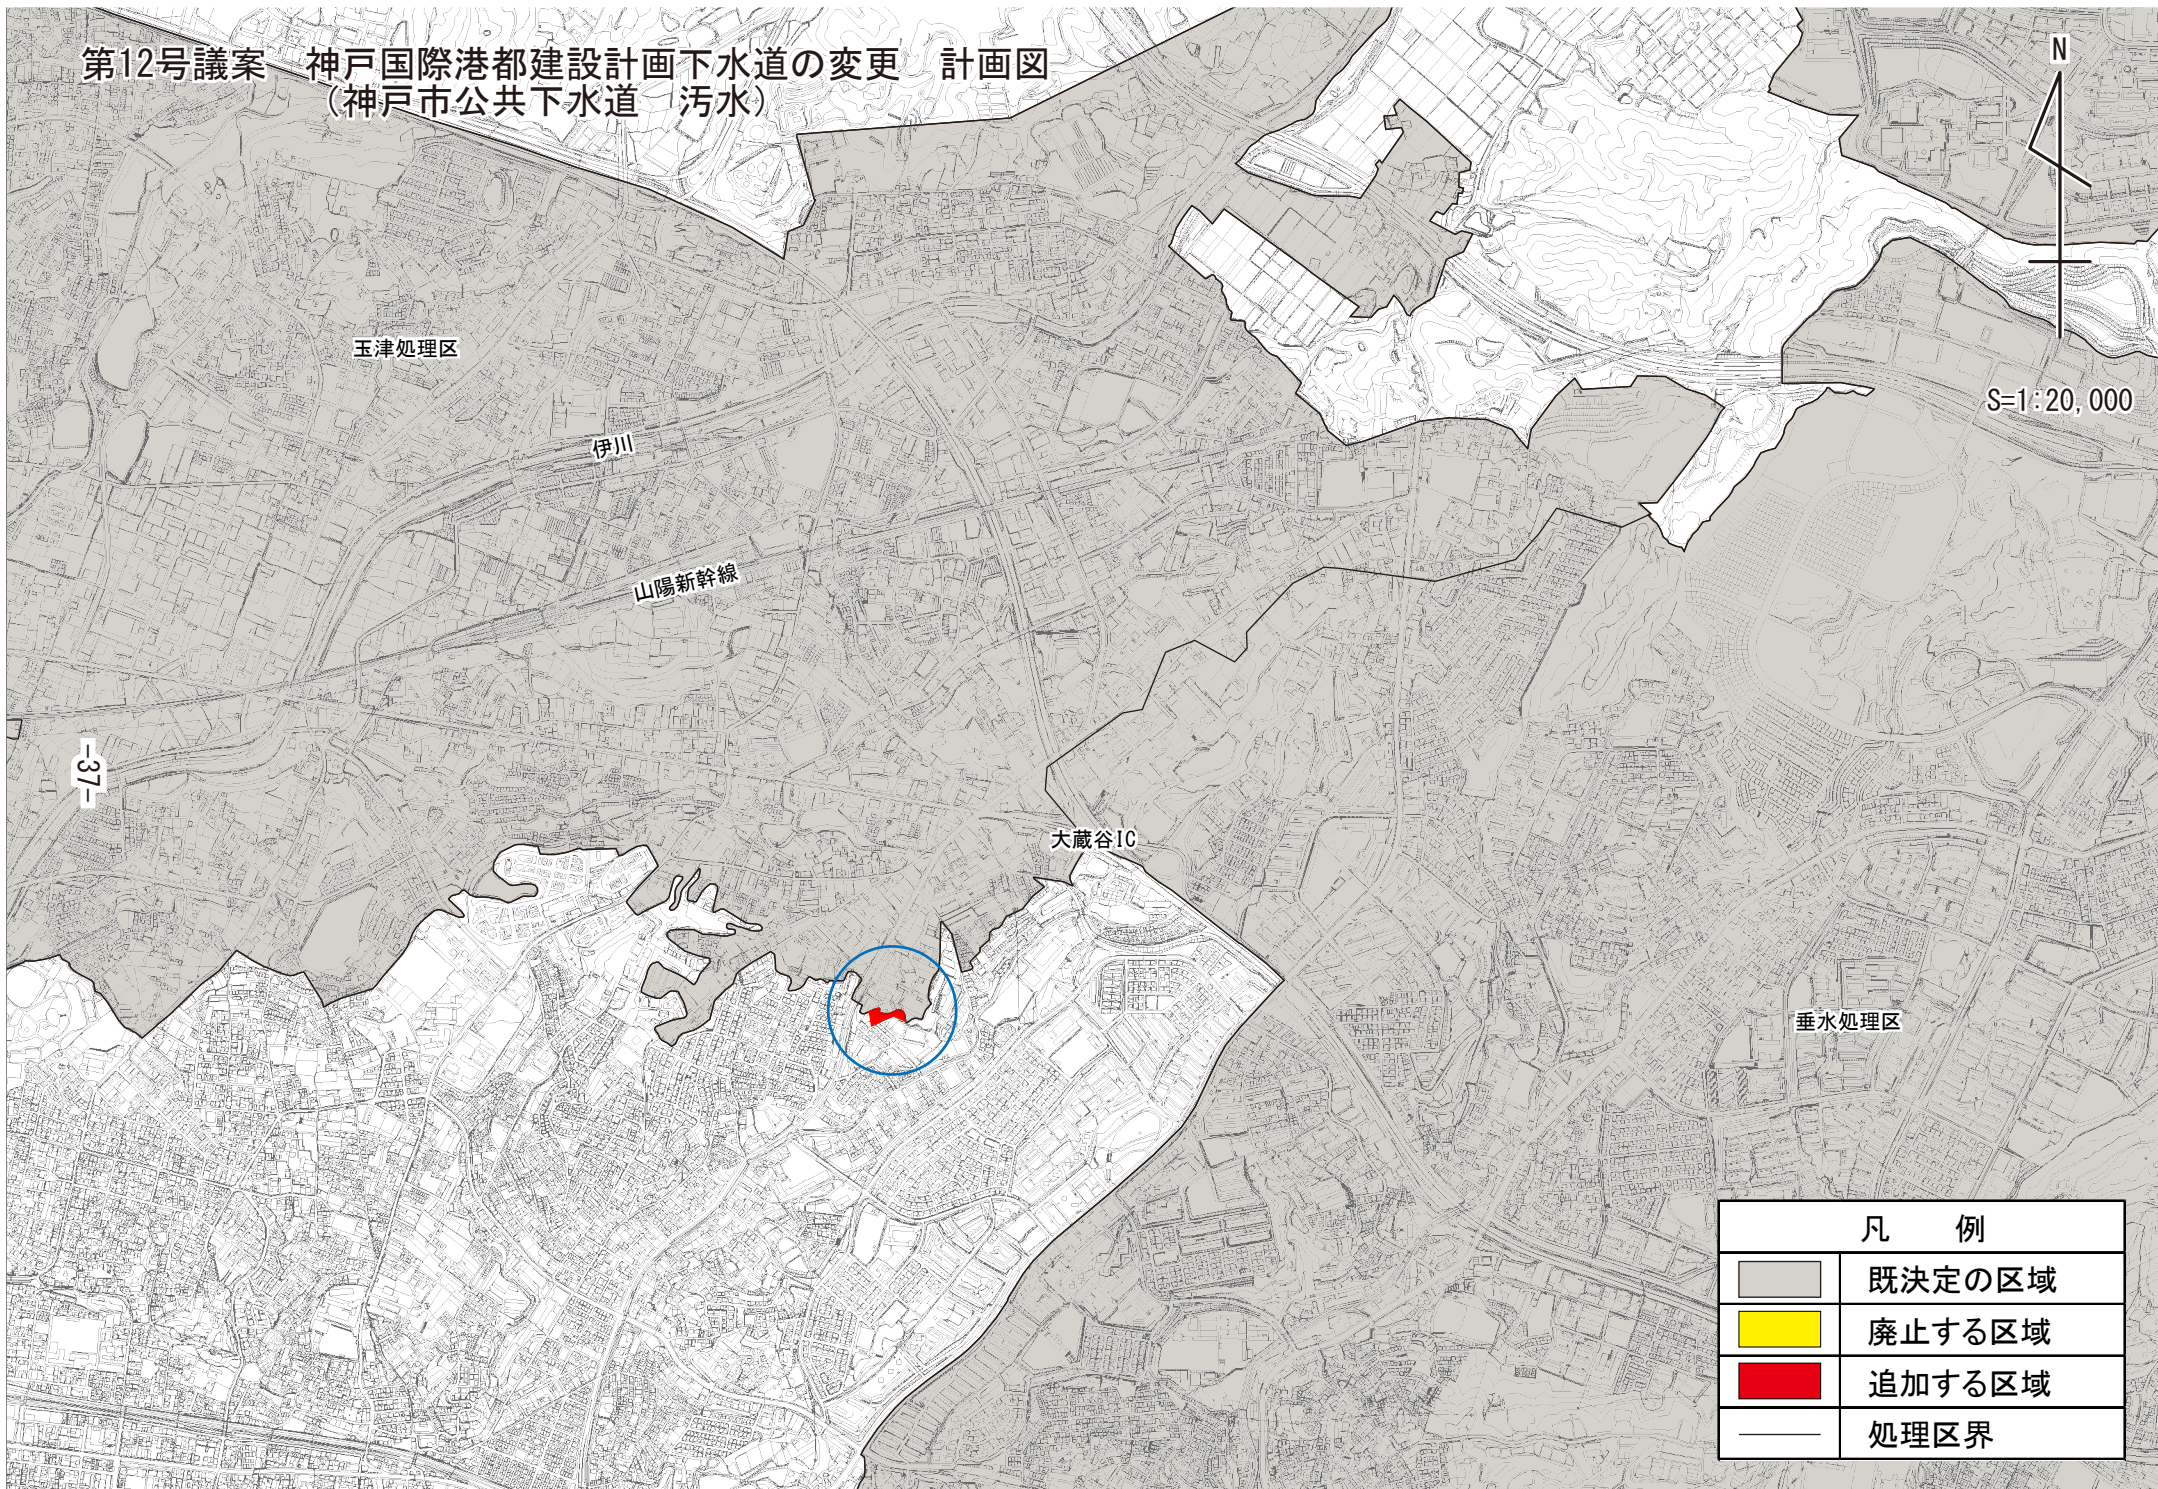 第12号議案　神戸国際港都建設計画下水道の変更　計画図
（神戸市公共下水道　汚水）
N
S=1:20,000
玉津処理区
伊川
山陽新幹線
-37-
大蔵谷IC
垂水処理区
凡　例
既決定の区域
廃止する区域
追加する区域
処理区界